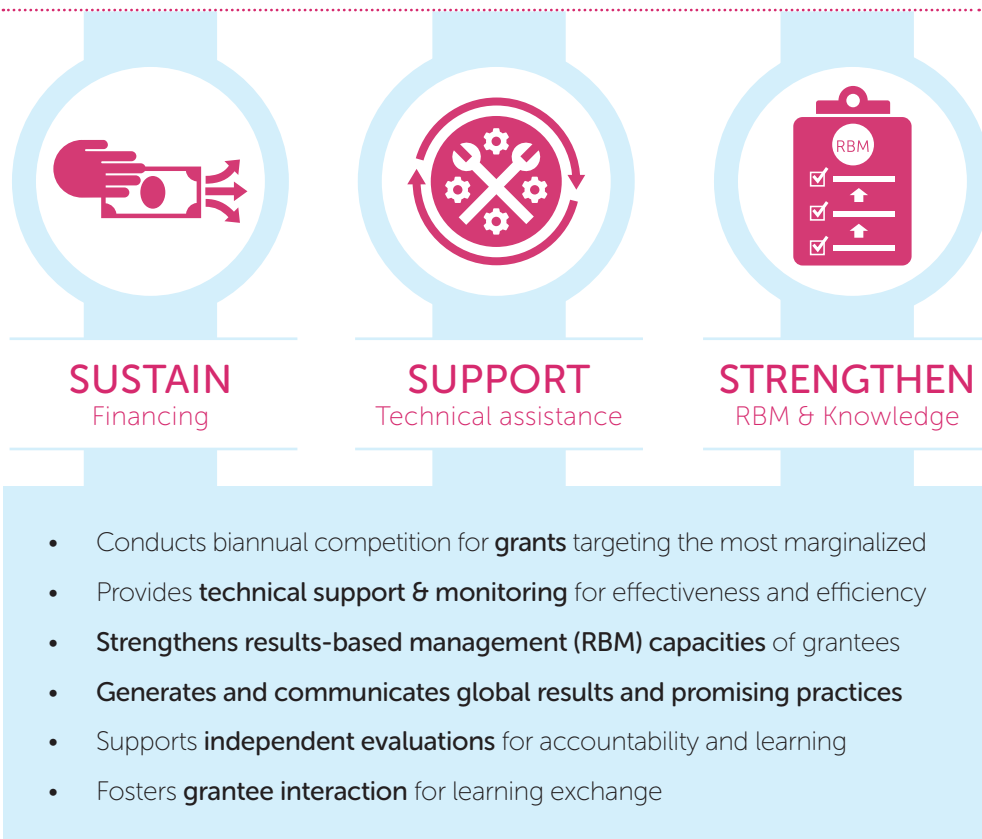 RBM
SUSTAIN
Financing
SUPPORT
Technical assistance
STRENGTHEN
RBM & Knowledge
• Conducts biannual competition for grants targeting the most marginalized
• Provides technical support & monitoring for effectiveness and efficiency
• Strengthens results-based management (RBM) capacities of grantees
• Generates and communicates global results and promising practices
• Supports independent evaluations for accountability and learning
• Fosters grantee interaction for learning exchange